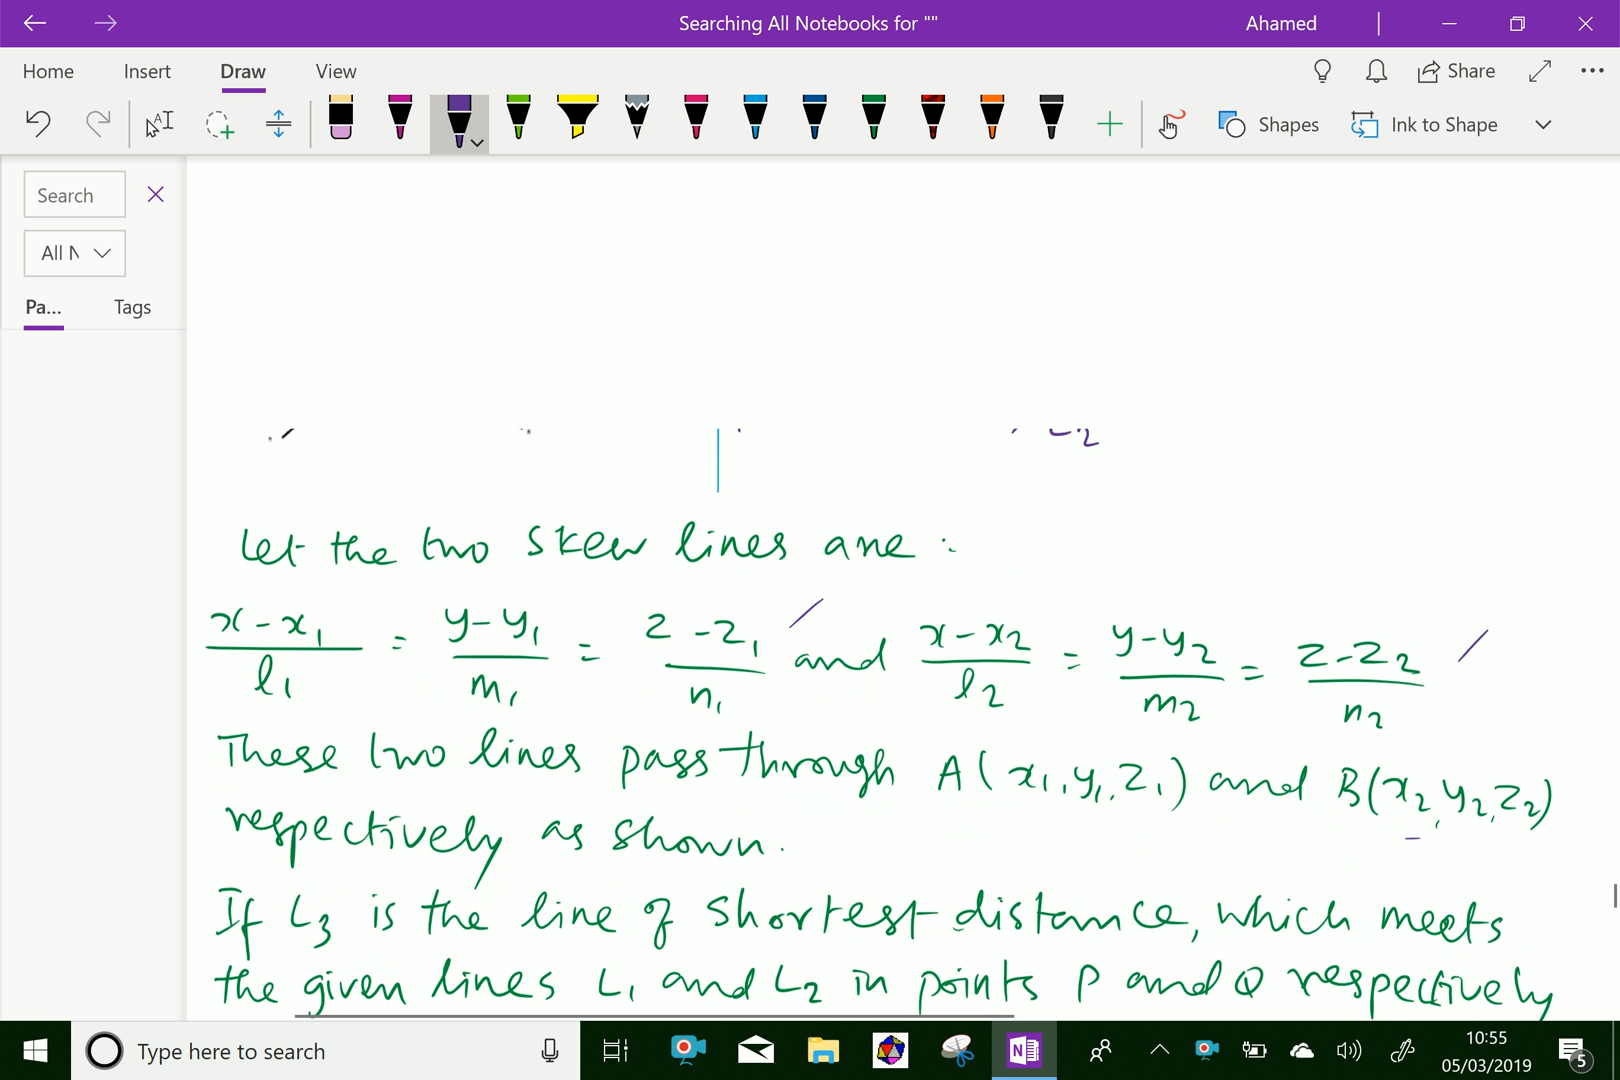 Searching All Notebooks for ""
Ahamed
Home Insert Draw View
Share
Shapes
Ink to Shape
Search
All N
Pa... Tags
L2
Let the two skew lines are :
x-x1/l1 = y-y1/m1 = z-z1/n1 and x-x2/l2 = y-y2/m2 = z-z2/n2
These two lines pass through A(x1,y1,z1) and B(x2,y2,z2)
respectively as shown.
If L3 is the line of shortest distance, which meets
the given lines L1 and L2 in points P and Q respectively
Type here to search
10:55
05/03/2019
5